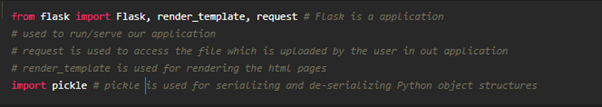 from flask import Flask, render_template, request # Flask is a application
# used to run/serve our application
# request is used to access the file which is uploaded by the user in out application
# render_template is used for rendering the html pages
import pickle # pickle is used for serializing and de-serializing Python object structures